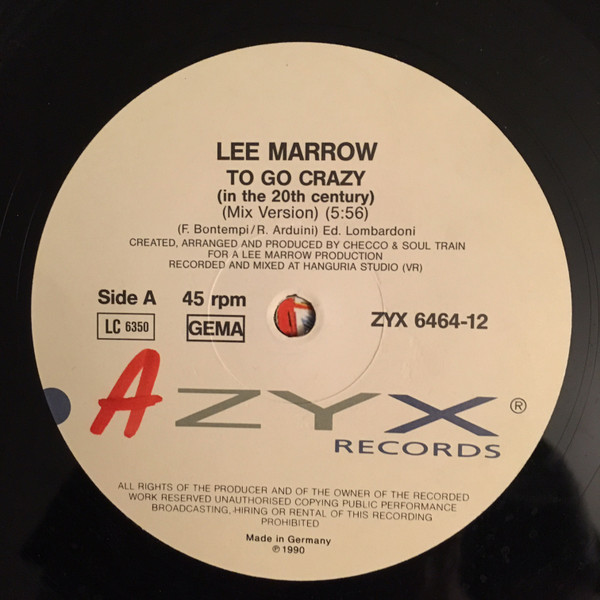 LEE MARROW
TO GO CRAZY
(in the 20th century)
(Mix Version) (5:56)
(F. Bontempi/R. Arduini) Ed. Lombardoni
CREATED, ARRANGED AND PRODUCED BY CHECCO & SOUL TRAIN
FOR A LEE MARROW PRODUCTION
RECORDED AND MIXED AT HANGURIA STUDIO (VR)
Side A 45 rpm
LC 6350 GEMA ZYX 6464-12
A ZYX ®
RECORDS
ALL RIGHTS OF THE PRODUCER AND OF THE OWNER OF THE RECORDED
WORK RESERVED UNAUTHORISED COPYING PUBLIC PERFORMANCE
BROADCASTING,-HIRING OR RENTAL OF THIS RECORDING
PROHIBITED
Made in Germany
℗ 1990